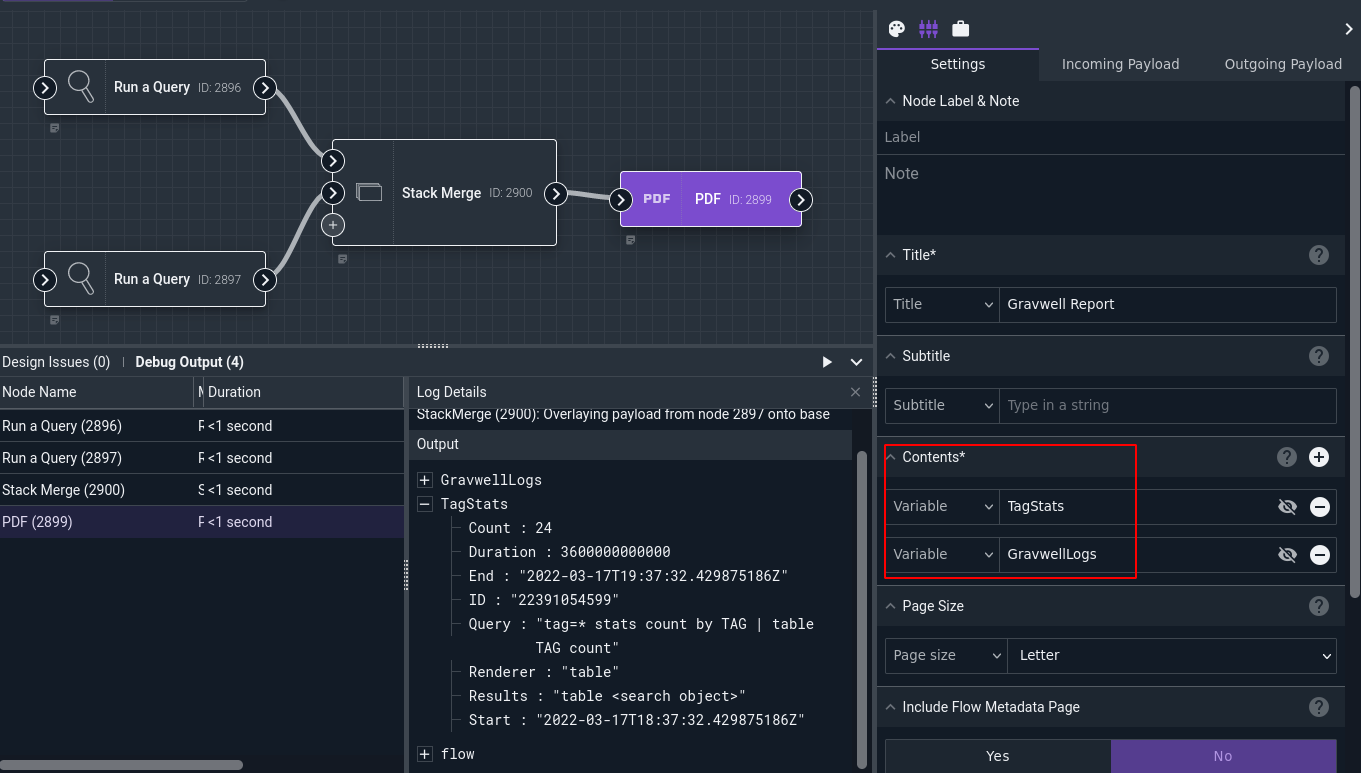 Run a Query ID: 2896
Stack Merge ID: 2900
PDF PDF ID: 2899
Run a Query ID: 2897
Design Issues (0) Debug Output (4)
Node Name Duration
Run a Query (2896) <1 second
Run a Query (2897) <1 second
Stack Merge (2900) <1 second
PDF (2899) <1 second
Log Details
StackMerge (2900): Overlaying payload from node 2897 onto base
Output
GravwellLogs
TagStats
Count : 24
Duration : 3600000000000
End : "2022-03-17T19:37:32.429875186Z"
ID : "22391054599"
Query : "tag=* stats count by TAG | table
TAG count"
Renderer : "table"
Results : "table <search object>"
Start : "2022-03-17T18:37:32.429875186Z"
flow
Settings Incoming Payload Outgoing Payload
Node Label & Note
Label
Note
Title*
Title Gravwell Report
Subtitle
Subtitle Type in a string
Contents*
Variable TagStats
Variable GravwellLogs
Page Size
Page size Letter
Include Flow Metadata Page
Yes No